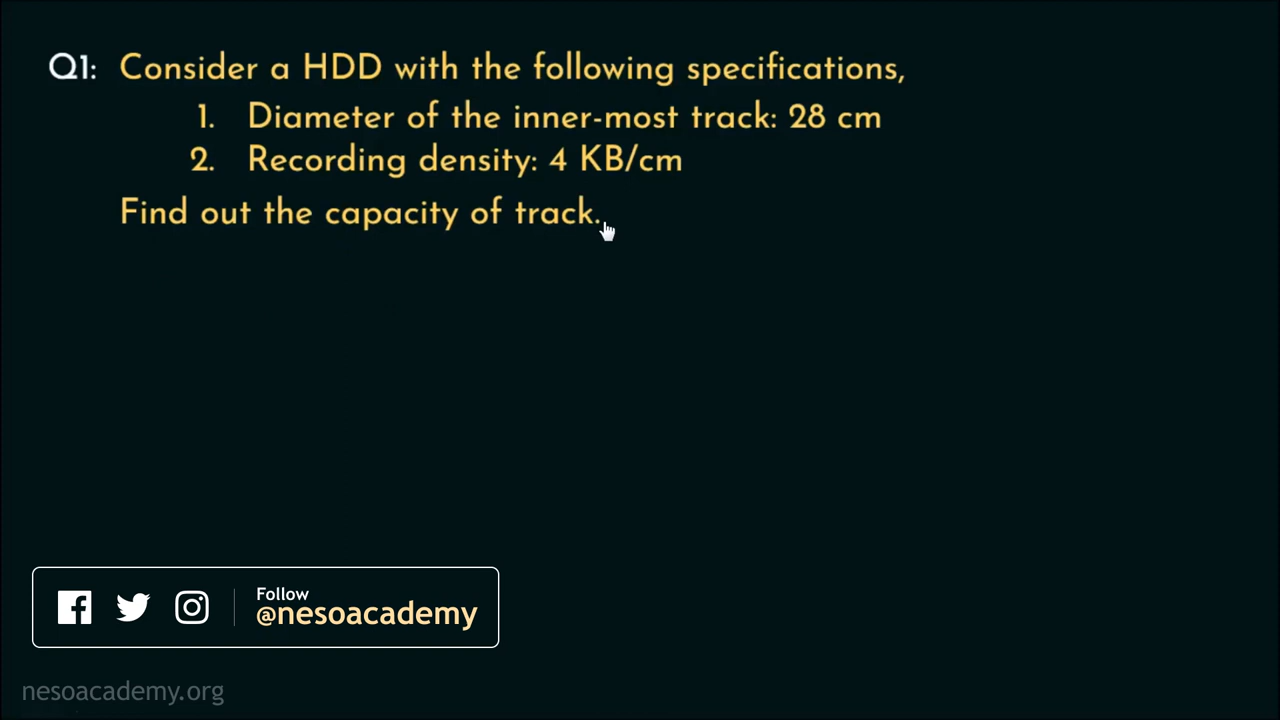 Q1: Consider a HDD with the following specifications,
1. Diameter of the inner-most track: 28 cm
2. Recording density: 4 KB/cm
Find out the capacity of track.
Follow
@nesoacademy
nesoacademy.org